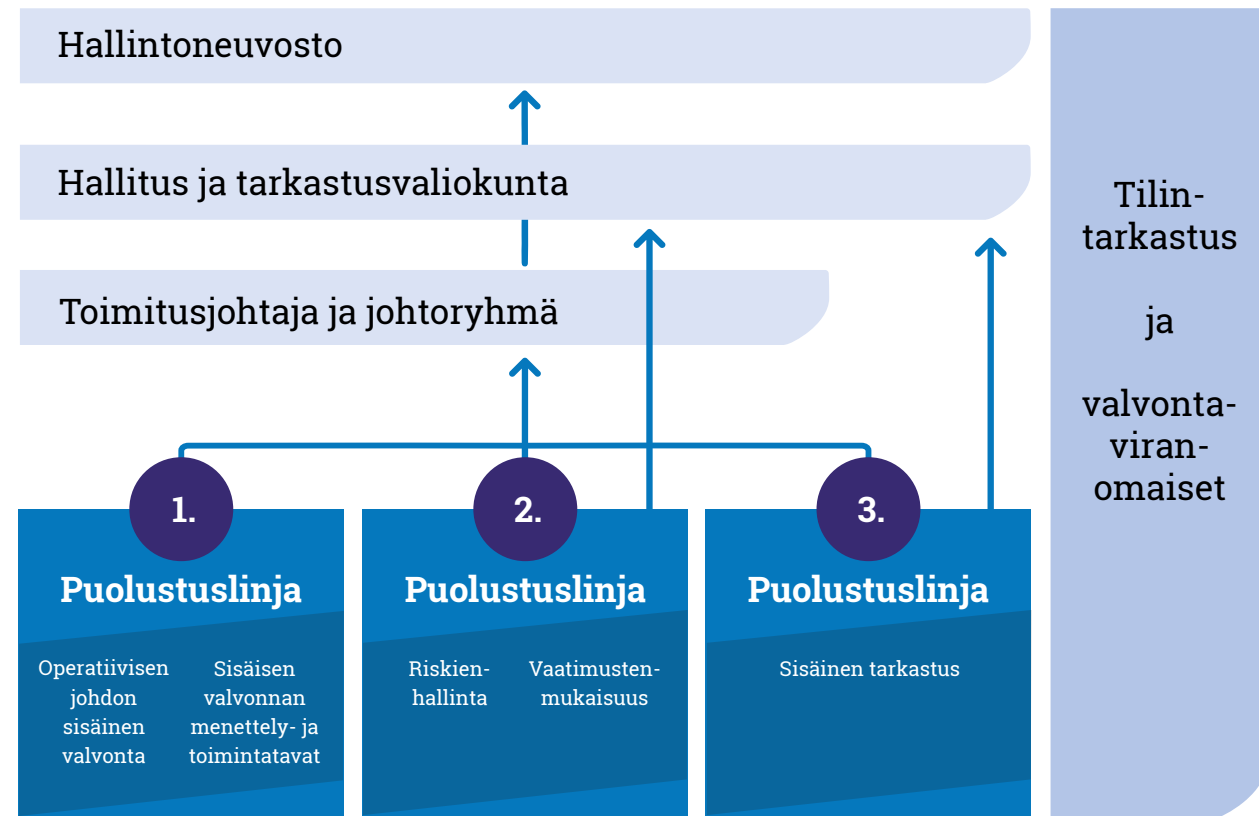 Hallintoneuvosto
Hallitus ja tarkastusvaliokunta
Toimitusjohtaja ja johtoryhmä
1.
Puolustuslinja
Operatiivisen
johdon
sisäinen
valvonta
Sisäisen
valvonnan
menettely- ja
toimintatavat
2.
Puolustuslinja
Riskien-
hallinta
Vaatimusten-
mukaisuus
3.
Puolustuslinja
Sisäinen tarkastus
Tilin-
tarkastus
ja
valvonta-
viran-
omaiset